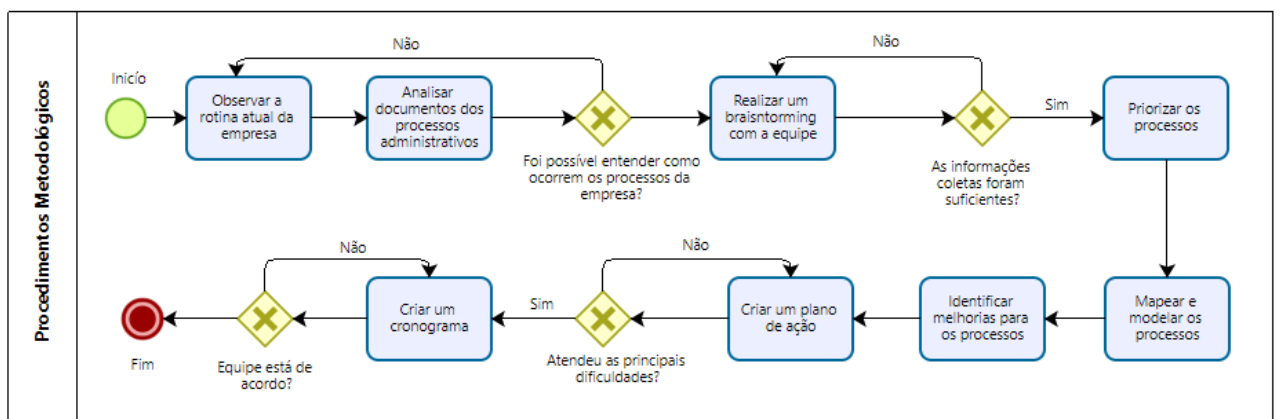 Procedimentos Metodológicos
Não
Não
Inicío
Observar a
rotina atual da
empresa
Analisar
documentos dos
processos
administrativos
Foi possível entender como
ocorrem os processos da
empresa?
Realizar um
braisntorming
com a equipe
Sim
As informações
coletas foram
suficientes?
Priorizar os
processos
Mapear e
modelar os
processos
Identificar
melhorias para
os processos
Criar um plano
de ação
Não
Atendeu as principais
dificuldades?
Sim
Criar um
cronograma
Não
Equipe está de
acordo?
Fim